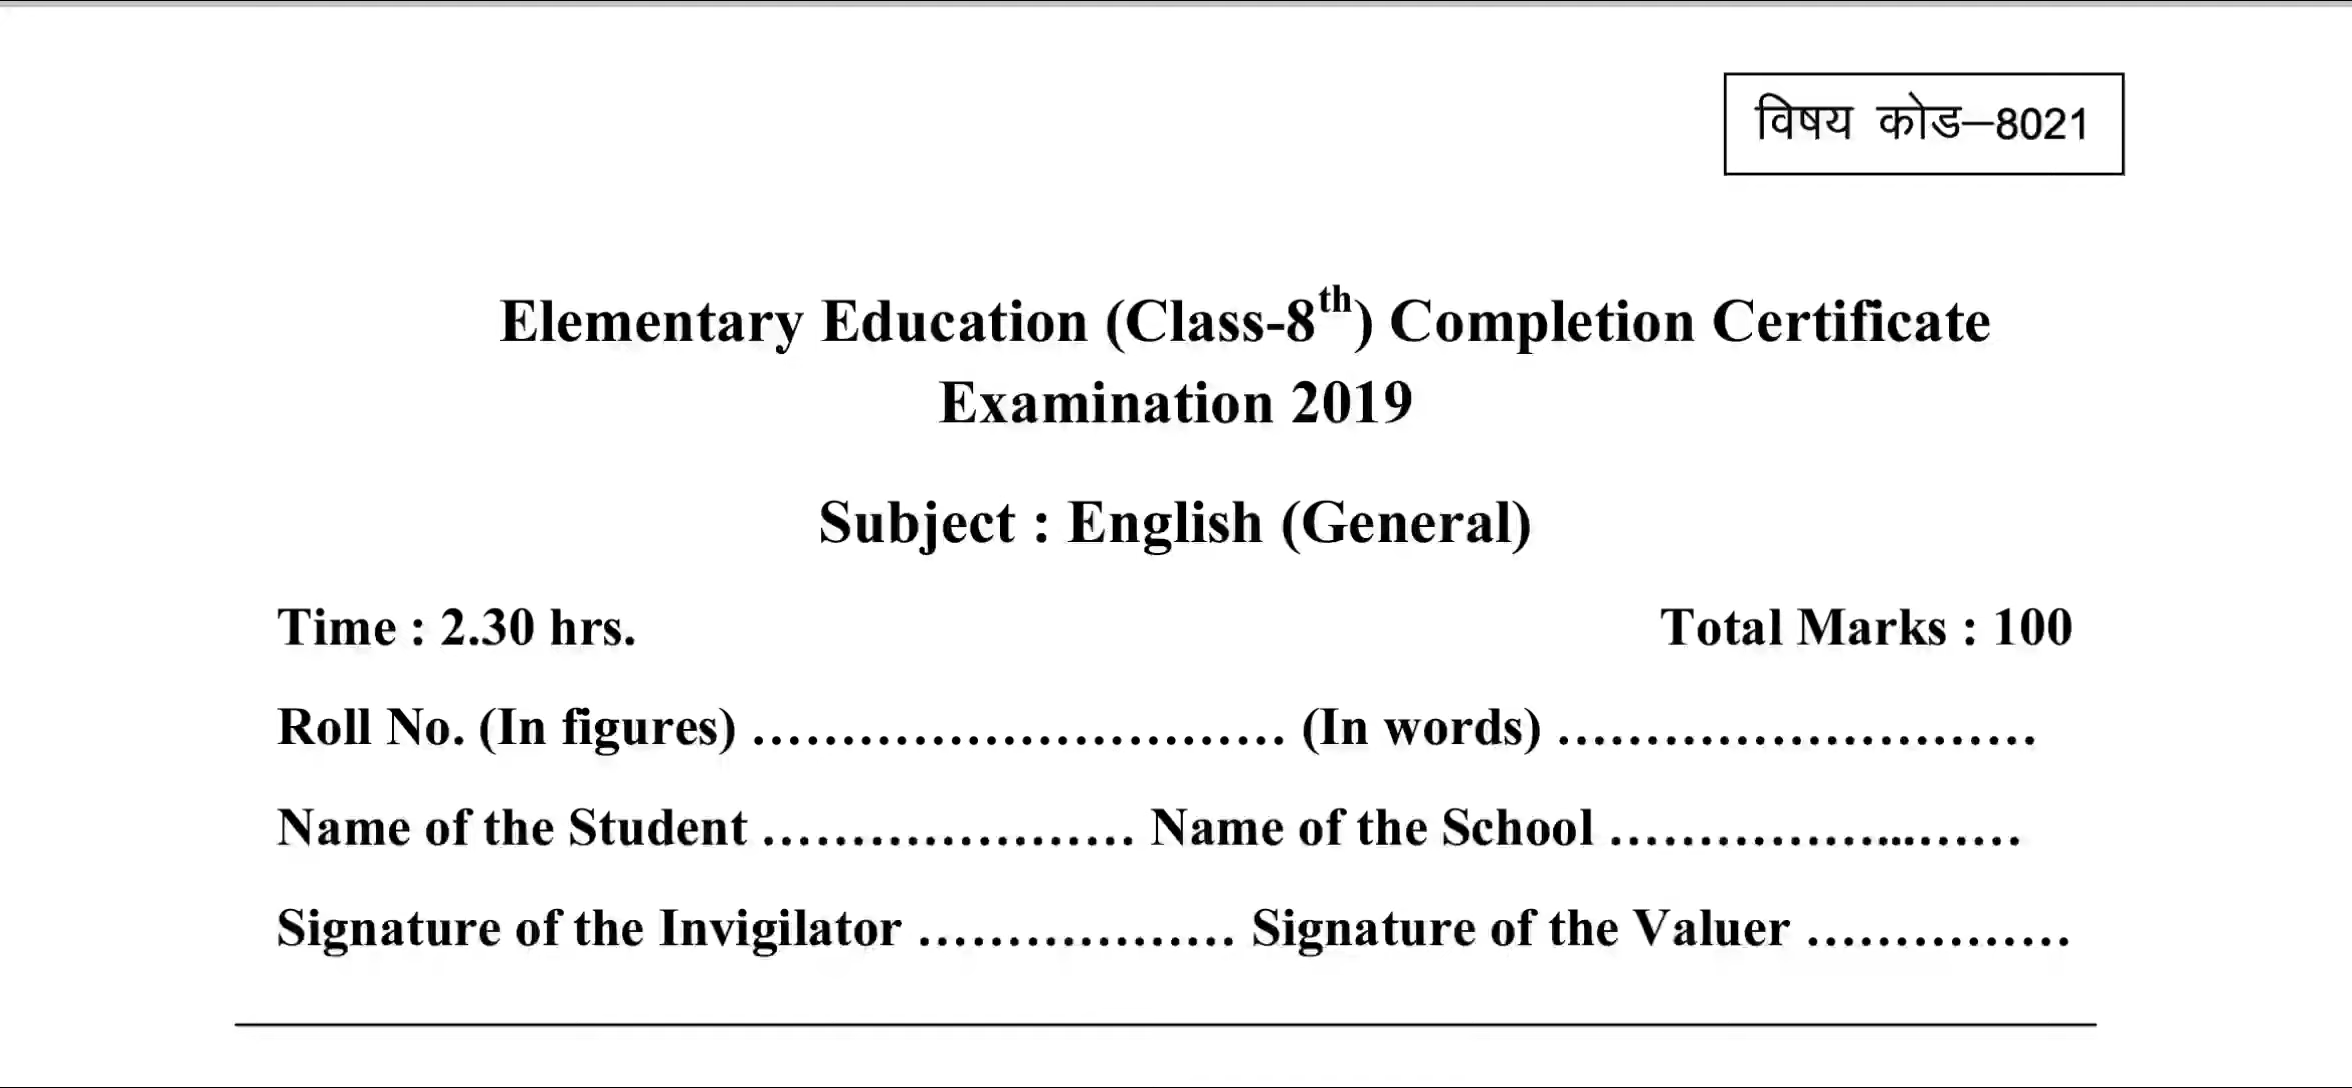 विषय कोड–8021
Elementary Education (Class-8th) Completion Certificate
Examination 2019
Subject : English (General)
Time : 2.30 hrs. Total Marks : 100
Roll No. (In figures) …………………………… (In words) ………………………
Name of the Student ………………… Name of the School ……………...……
Signature of the Invigilator ……………… Signature of the Valuer ……………